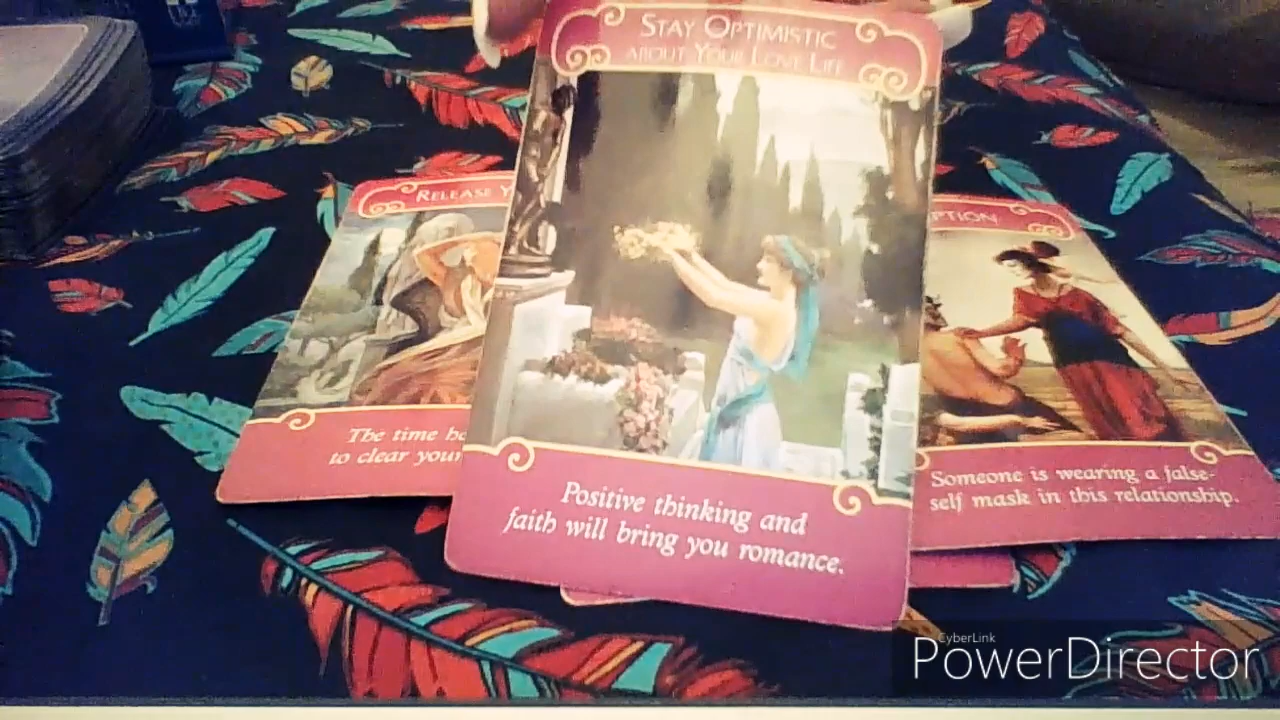 STAY OPTIMISTIC
ABOUT YOUR LOVE LIFE
Positive thinking and
faith will bring you romance.
RELEASE Y
The time h
to clear your
PTION
Someone is wearing a false-
self mask in this relationship.
CyberLink
PowerDirector